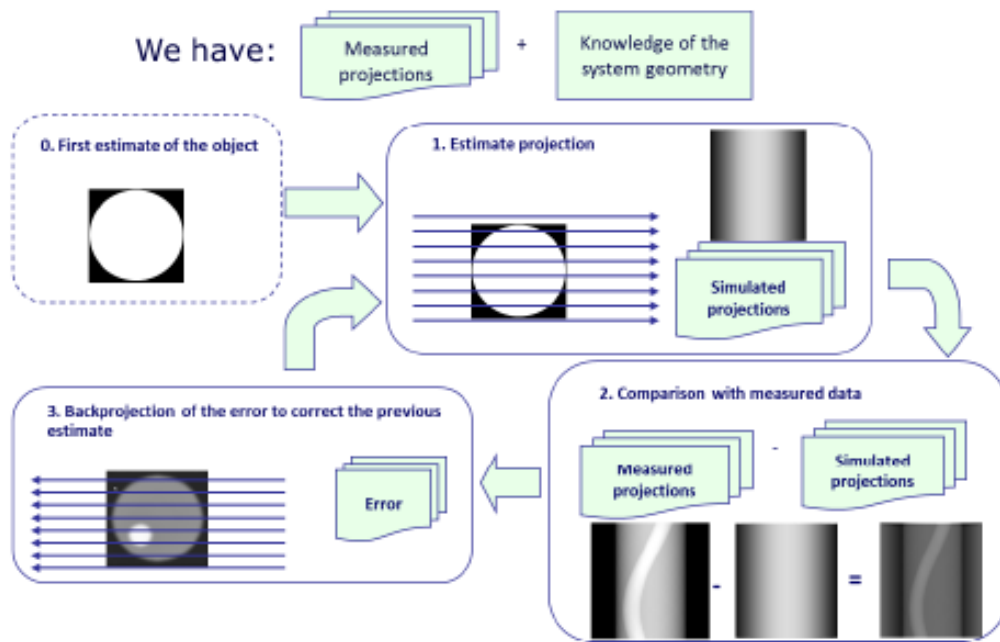 We have:
Measured
projections
+
Knowledge of the
system geometry
0. First estimate of the object
1. Estimate projection
Simulated
projections
2. Comparison with measured data
Measured
projections
-
Simulated
projections
-
=
3. Backprojection of the error to correct the previous
estimate
Error